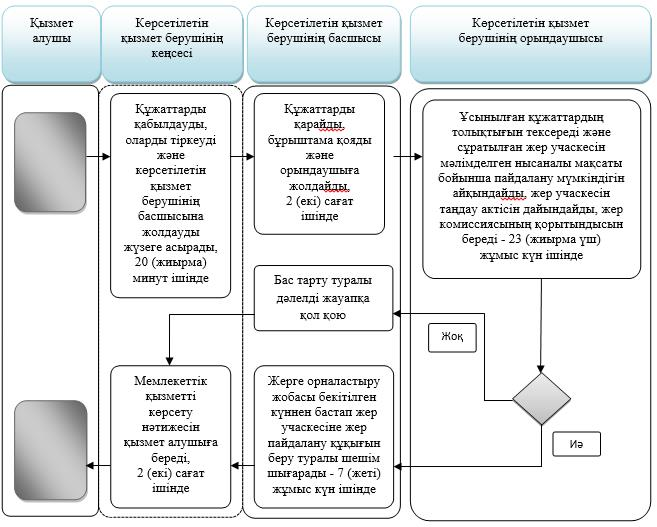 Қызмет
алушы
Көрсетілетін
қызмет берушінің
кеңсесі
Көрсетілетін қызмет
берушінің басшысы
Көрсетілетін қызмет
берушінің орындаушысы
Құжаттарды
қабылдауды,
оларды тіркеуді
және
көрсетілетін
қызмет
берушінің
басшысына
жолдауды
жүзеге асырады,
20 (жиырма)
минут ішінде
Құжаттарды
қарайды,
бұрыштама қояды
және
орындаушыға
жолдайды,
2 (екі) сағат
ішінде
Ұсынылған құжаттардың
толықтығын тексереді және
сұратылған жер учаскесін
мәлімделген нысаналы мақсаты
бойынша пайдалану мүмкіндігін
айқындайды, жер учаскесін
таңдау актісін дайындайды, жер
комиссиясының қорытындысын
береді - 23 (жиырма үш)
жұмыс күн ішінде
Бас тарту туралы
дәлелді жауапқа
қол қою
Жоқ
Мемлекеттік
қызметті
көрсету
нәтижесін
қызмет алушыға
береді,
2 (екі) сағат
ішінде
Жерге орналастыру
жобасы бекітілген
күннен бастап жер
учаскесіне жер
пайдалану құқығын
беру туралы шешім
шығарады - 7 (жеті)
жұмыс күн ішінде
Иә